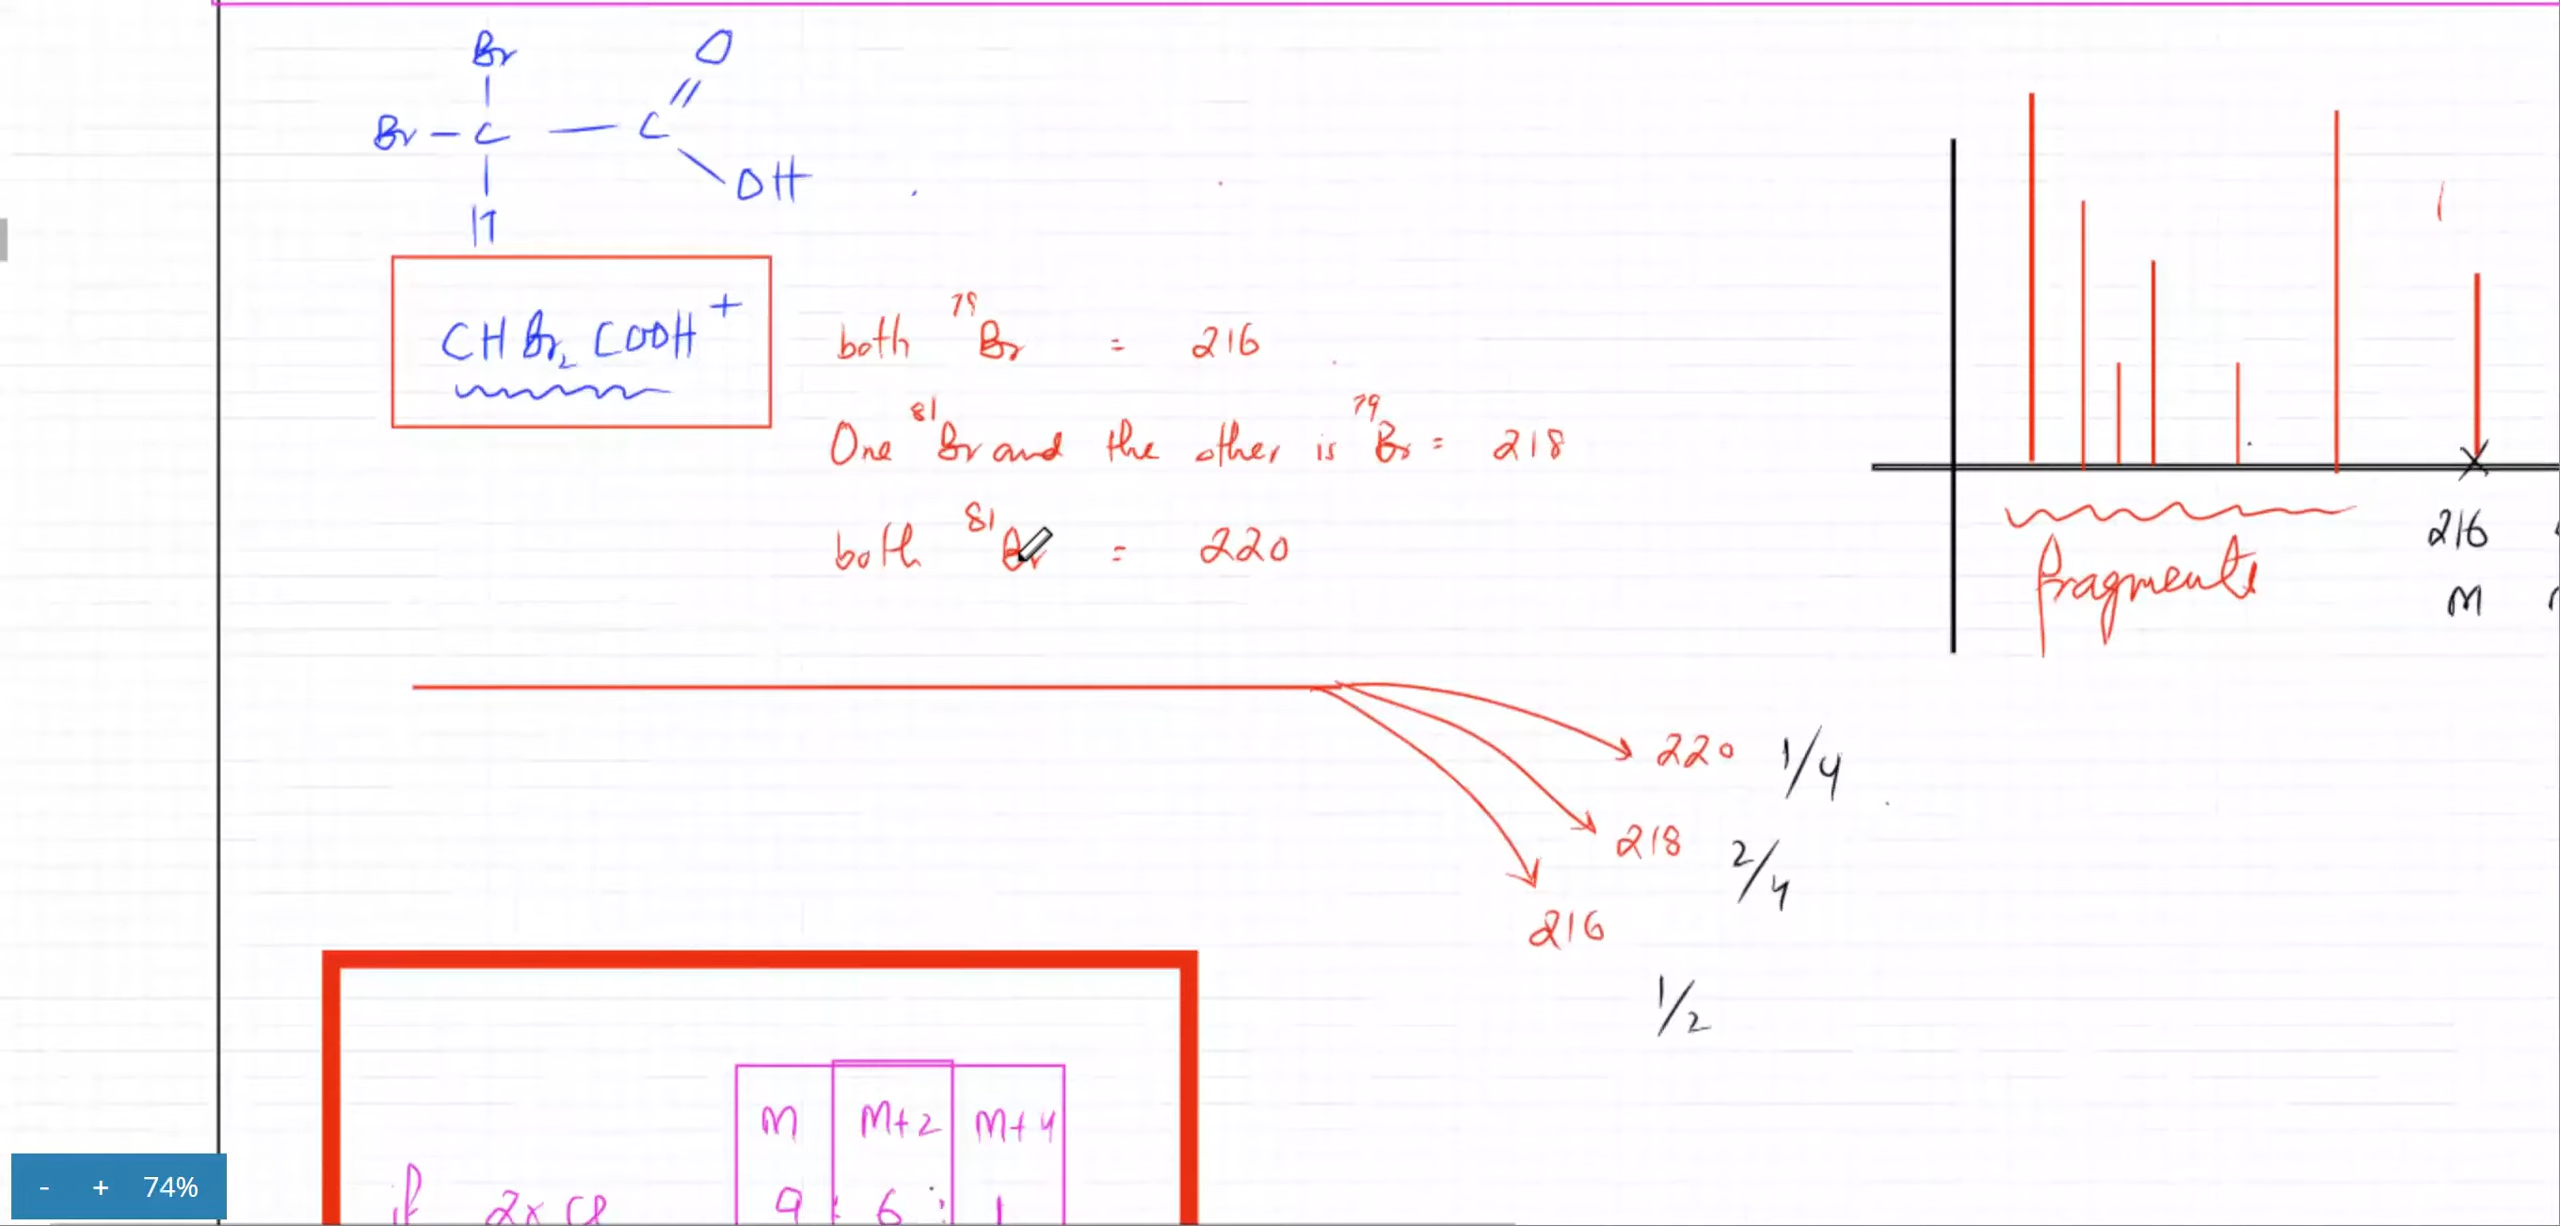 Br
O
Br - C — C
OH
H
CHBr₂COOH⁺
both ⁷⁹Br = 216
One ⁸¹Br and the other is ⁷⁹Br = 218
both ⁸¹Br = 220
216
fragments
M
220 1/4
218 2/4
216
1/2
M M+2 M+4
if 2x Cl 9 : 6 : 1
- + 74%